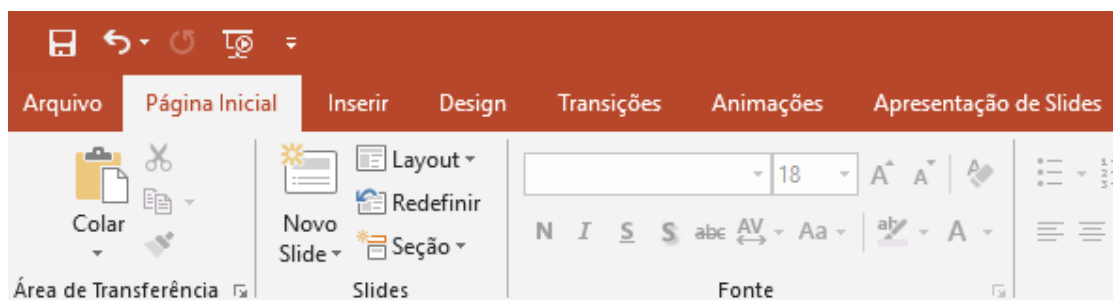 Arquivo Página Inicial Inserir Design Transições Animações Apresentação de Slides
Colar
Novo Slide
Layout
Redefinir
Seção
18
A A
N I S S abc AV Aa A
Área de Transferência Slides Fonte